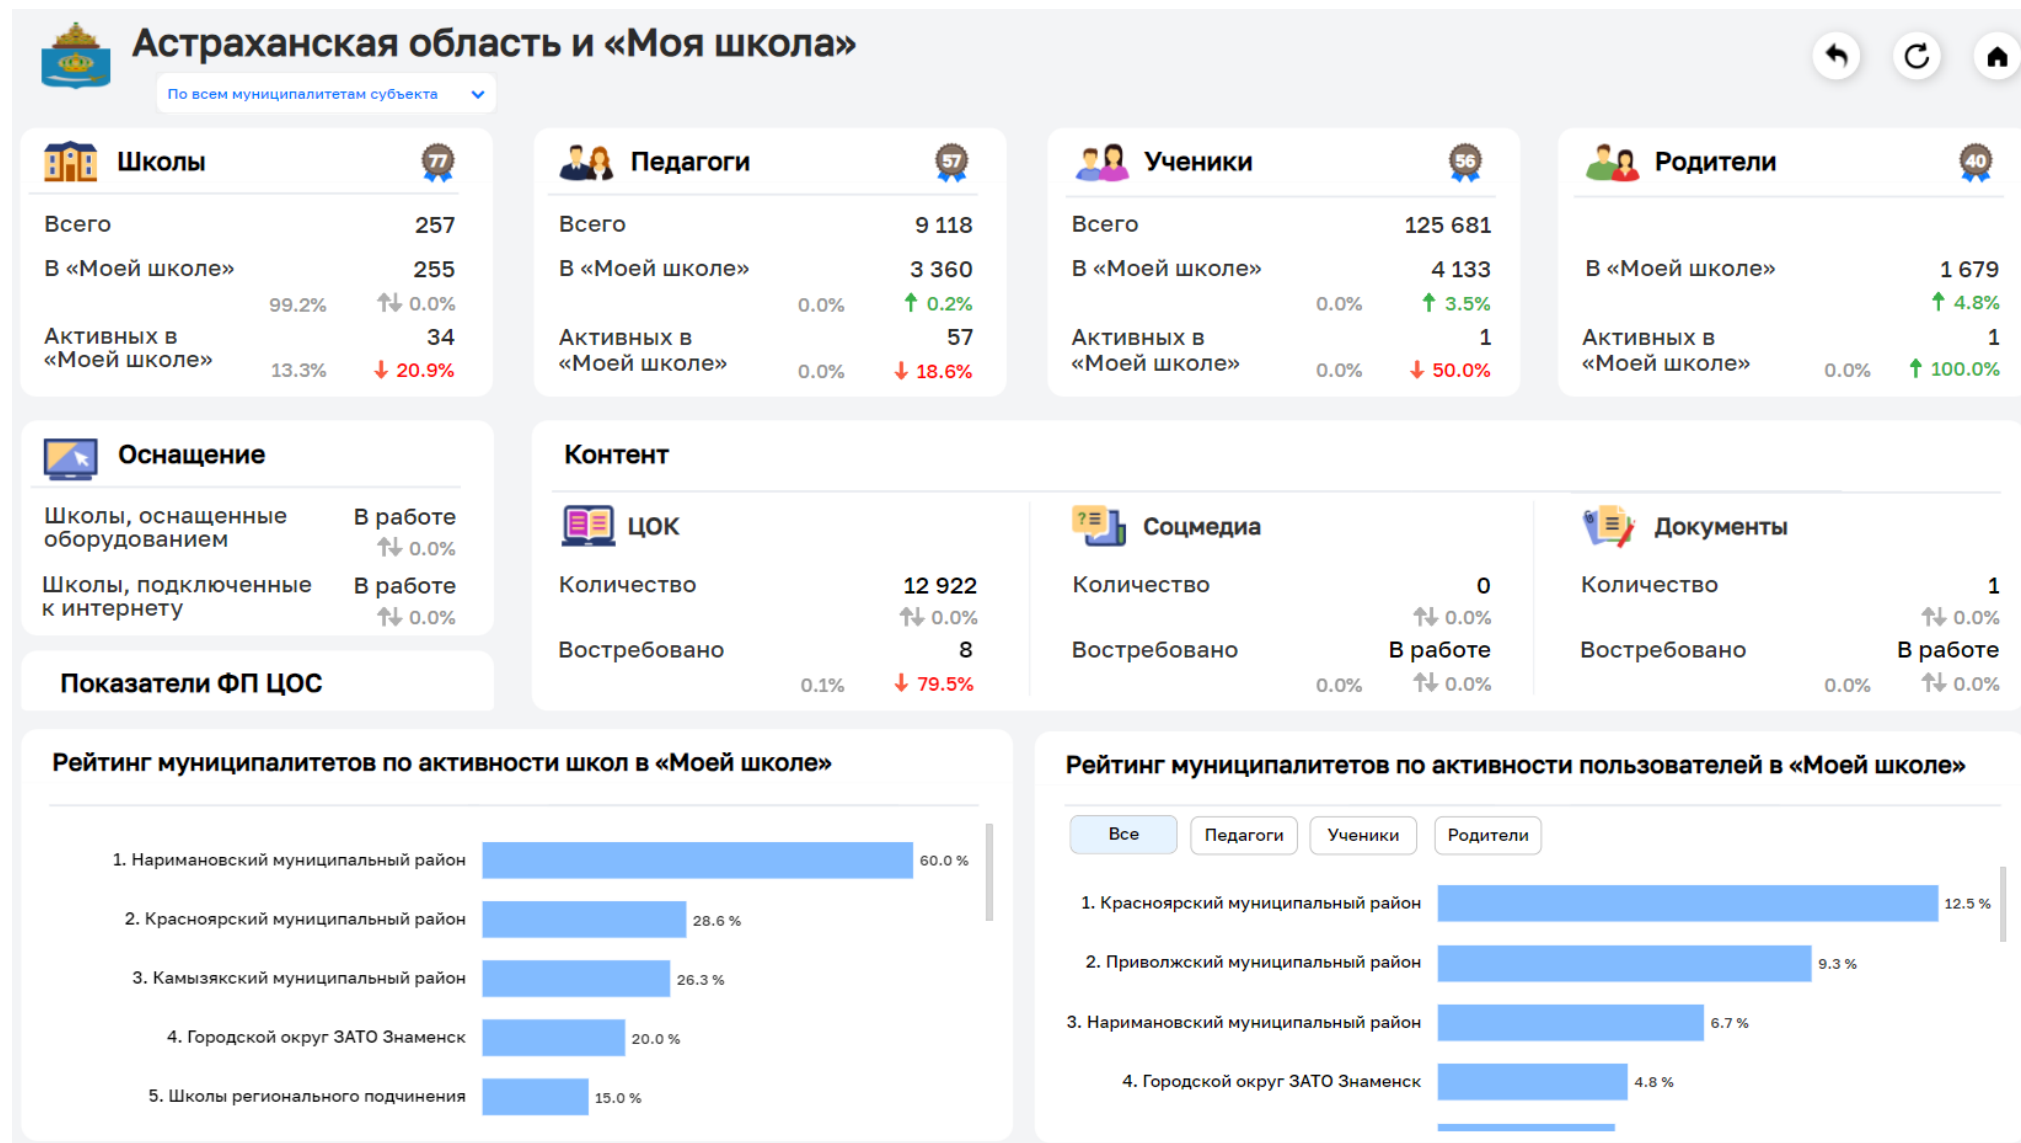 Астраханская область и «Моя школа»
По всем муниципалитетам субъекта
Школы
77
Всего
257
В «Моей школе»
255
99.2%
0.0%
Активных в
34
«Моей школе»
13.3%
20.9%
Педагоги
57
Всего
9 118
В «Моей школе»
3 360
0.0%
0.2%
Активных в
57
«Моей школе»
0.0%
18.6%
Ученики
56
Всего
125 681
В «Моей школе»
4 133
0.0%
3.5%
Активных в
1
«Моей школе»
0.0%
50.0%
Родители
40
В «Моей школе»
1 679
4.8%
Активных в
1
«Моей школе»
0.0%
100.0%
Оснащение
Школы, оснащенные
оборудованием
В работе
0.0%
Школы, подключенные
к интернету
В работе
0.0%
Показатели ФП ЦОС
Контент
ЦОК
Количество
12 922
0.0%
Востребовано
8
0.1%
79.5%
Соцмедиа
Количество
0
0.0%
Востребовано
В работе
0.0%
0.0%
Документы
Количество
1
0.0%
Востребовано
В работе
0.0%
0.0%
Рейтинг муниципалитетов по активности школ в «Моей школе»
1. Наримановский муниципальный район
60.0 %
2. Красноярский муниципальный район
28.6 %
3. Камызякский муниципальный район
26.3 %
4. Городской округ ЗАТО Знаменск
20.0 %
5. Школы регионального подчинения
15.0 %
Рейтинг муниципалитетов по активности пользователей в «Моей школе»
Все
Педагоги
Ученики
Родители
1. Красноярский муниципальный район
12.5 %
2. Приволжский муниципальный район
9.3 %
3. Наримановский муниципальный район
6.7 %
4. Городской округ ЗАТО Знаменск
4.8 %